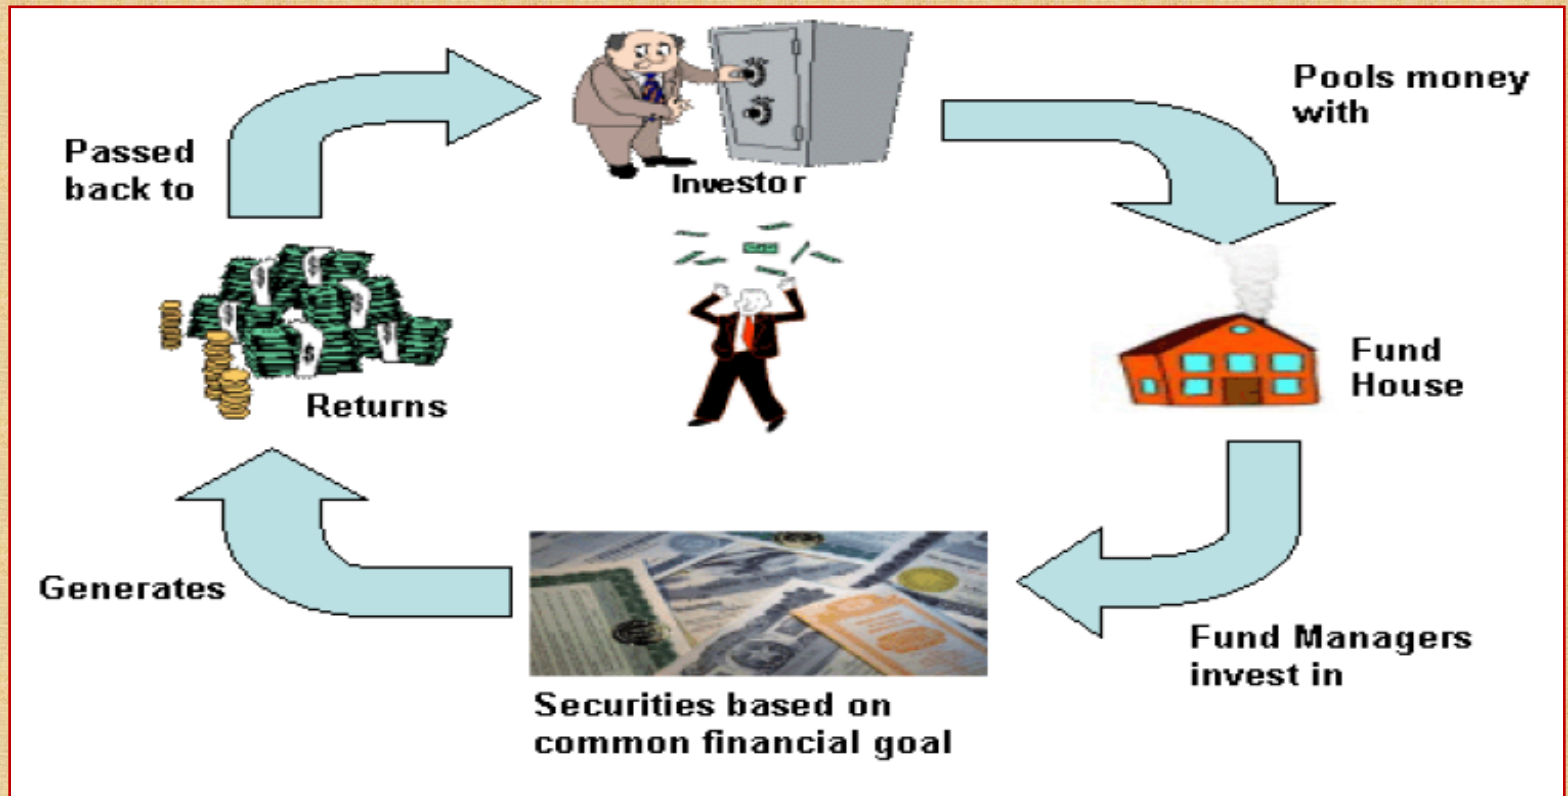 Investor
Pools money
with
Fund
House
Fund Managers
invest in
Securities based on
common financial goal
Generates
Returns
Passed
back to